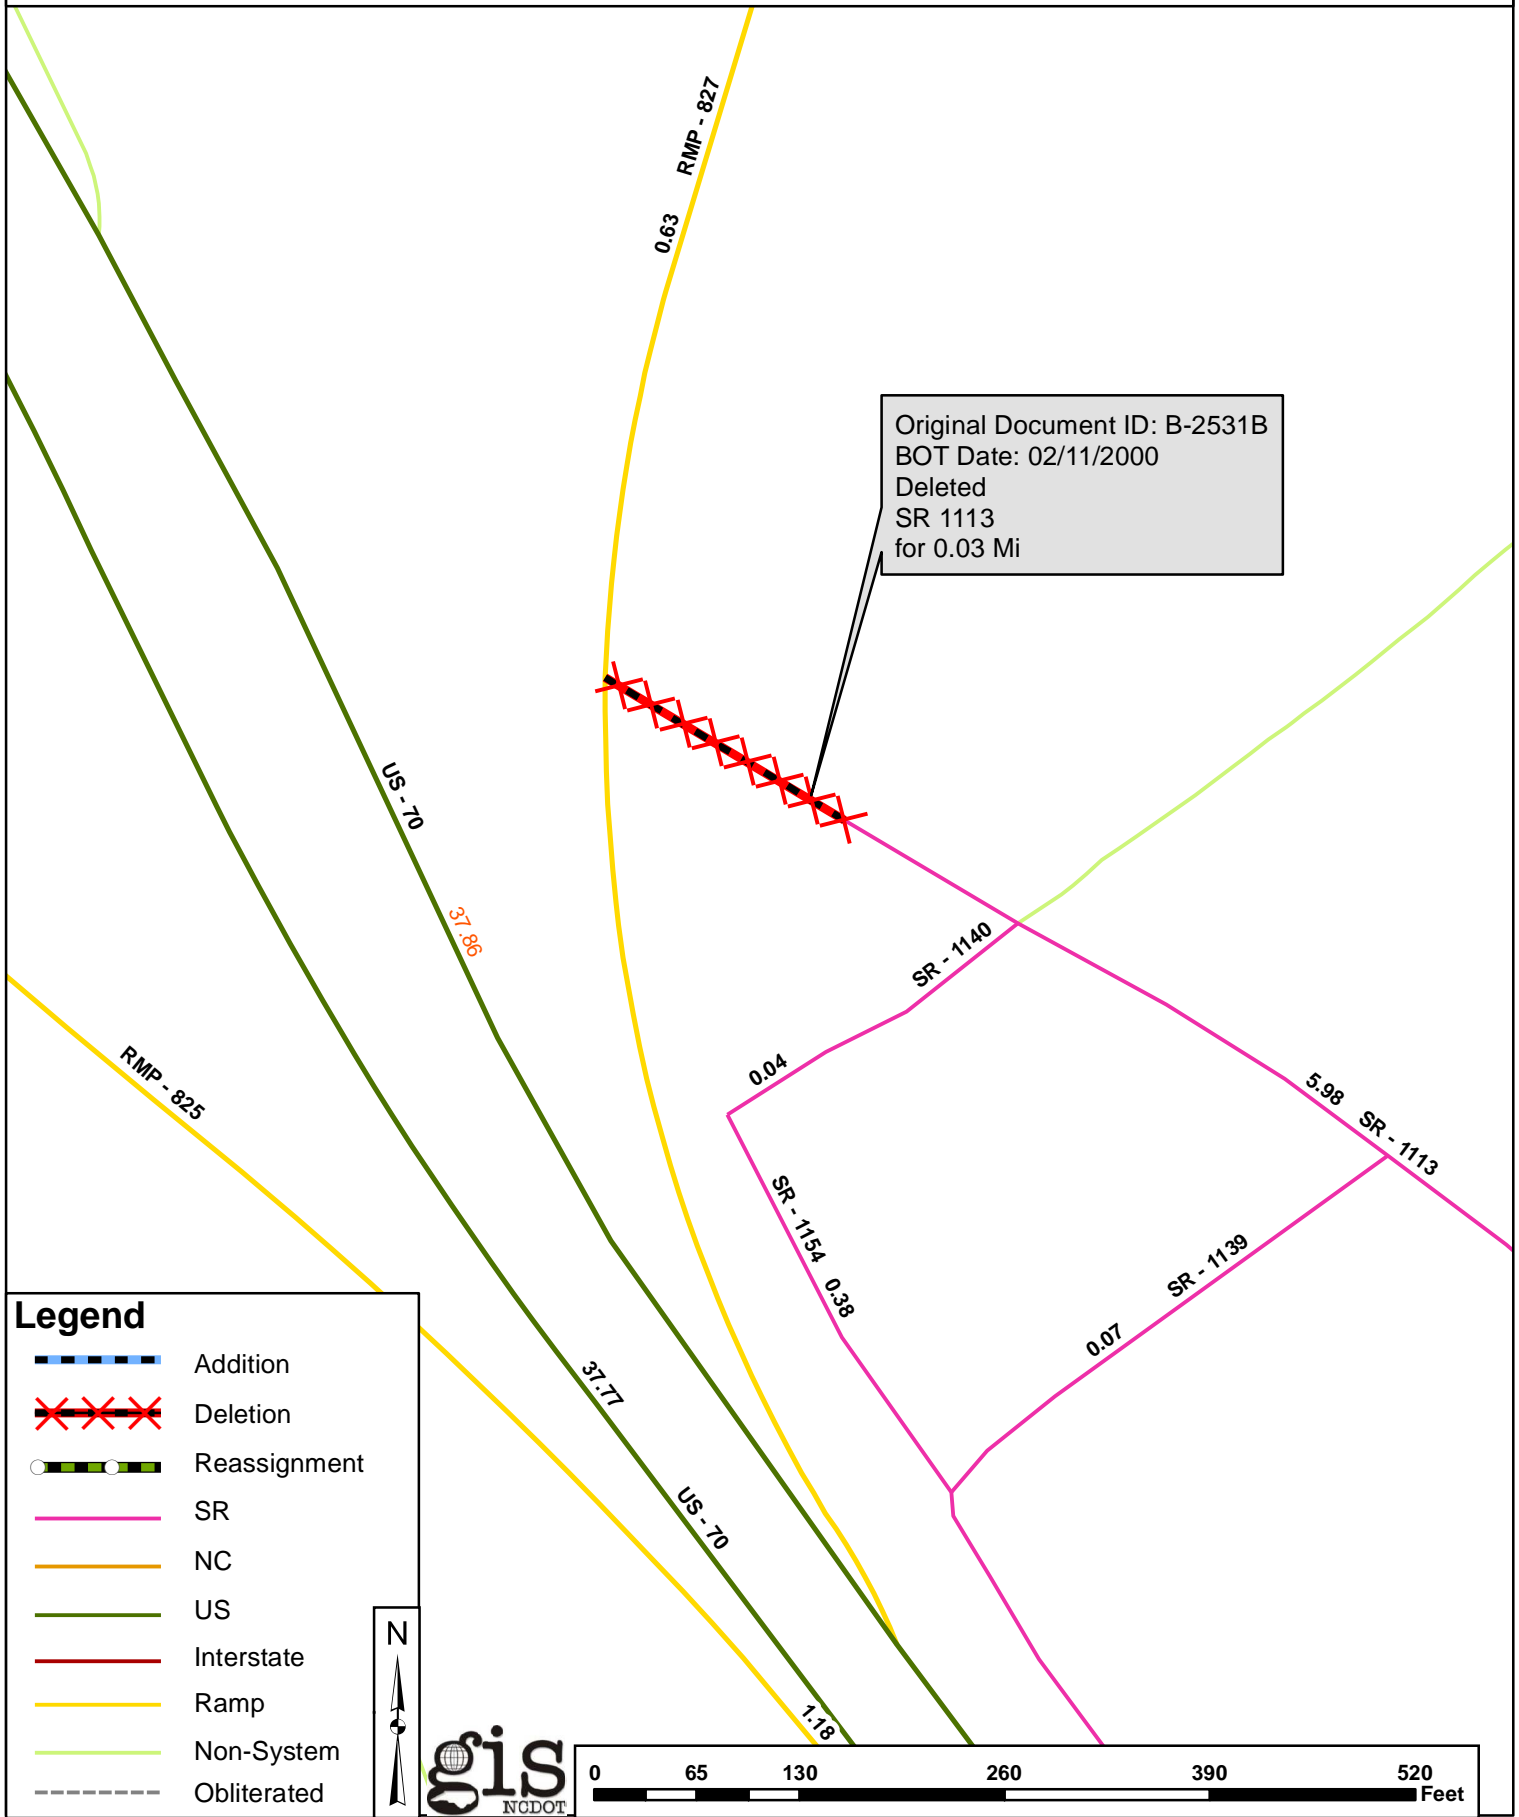 RMP - 827
0.63
Original Document ID: B-2531B
BOT Date: 02/11/2000
Deleted
SR 1113
for 0.03 Mi
US - 70
37.86
SR - 1140
0.04
RMP - 825
5.98
SR - 1113
SR - 1154
0.38
SR - 1139
0.07
37.77
US - 70
1.18
Legend
Addition
Deletion
Reassignment
SR
NC
US
Interstate
Ramp
Non-System
Obliterated
N
gis
NCDOT
0 65 130 260 390 520
Feet